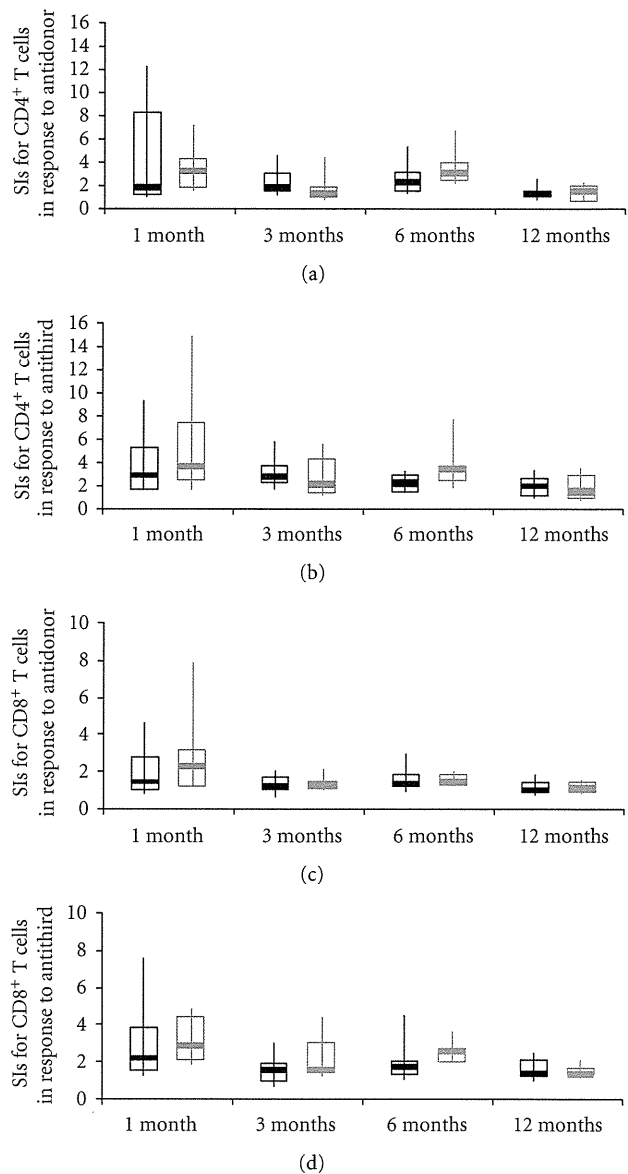 SIs for CD4+ T cells
in response to antidonor
16
14
12
10
8
6
4
2
0
1 month 3 months 6 months 12 months
(a)
SIs for CD4+ T cells
in response to antithird
16
14
12
10
8
6
4
2
0
1 month 3 months 6 months 12 months
(b)
SIs for CD8+ T cells
in response to antidonor
10
8
6
4
2
0
1 month 3 months 6 months 12 months
(c)
SIs for CD8+ T cells
in response to antithird
10
8
6
4
2
0
1 month 3 months 6 months 12 months
(d)